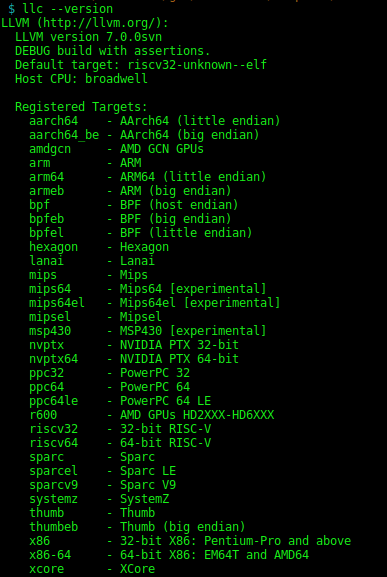 $ llc --version
LLVM (http://llvm.org/):
  LLVM version 7.0.0svn
  DEBUG build with assertions.
  Default target: riscv32-unknown--elf
  Host CPU: broadwell

  Registered Targets:
    aarch64    - AArch64 (little endian)
    aarch64_be - AArch64 (big endian)
    amdgcn     - AMD GCN GPUs
    arm        - ARM
    arm64      - ARM64 (little endian)
    armeb      - ARM (big endian)
    bpf        - BPF (host endian)
    bpfeb      - BPF (big endian)
    bpfel      - BPF (little endian)
    hexagon    - Hexagon
    lanai      - Lanai
    mips       - Mips
    mips64     - Mips64 [experimental]
    mips64el   - Mips64el [experimental]
    mipsel     - Mipsel
    msp430     - MSP430 [experimental]
    nvptx      - NVIDIA PTX 32-bit
    nvptx64    - NVIDIA PTX 64-bit
    ppc32      - PowerPC 32
    ppc64      - PowerPC 64
    ppc64le    - PowerPC 64 LE
    r600       - AMD GPUs HD2XXX-HD6XXX
    riscv32    - 32-bit RISC-V
    riscv64    - 64-bit RISC-V
    sparc      - Sparc
    sparcel    - Sparc LE
    sparcv9    - Sparc V9
    systemz    - SystemZ
    thumb      - Thumb
    thumbeb    - Thumb (big endian)
    x86        - 32-bit X86: Pentium-Pro and above
    x86-64     - 64-bit X86: EM64T and AMD64
    xcore      - XCore